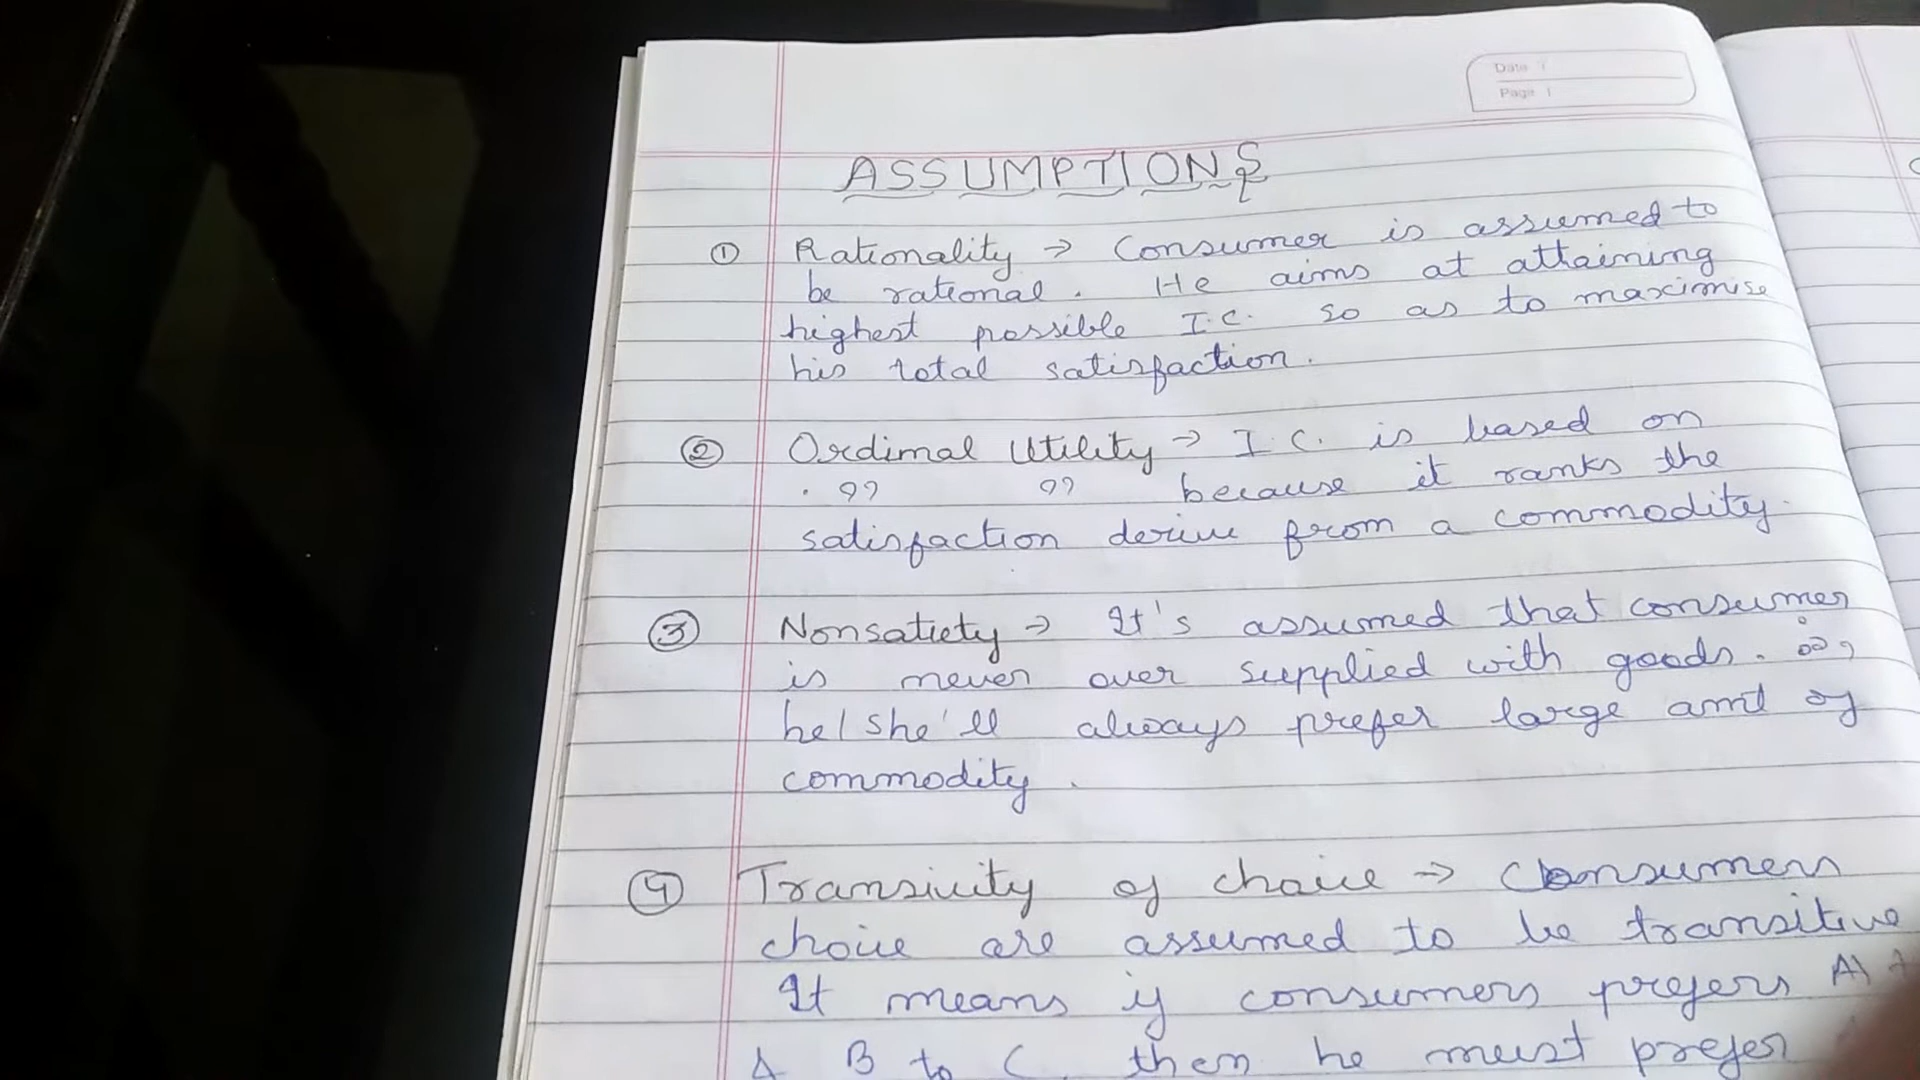 Date
Page
ASSUMPTIONS
① Rationality → Consumer is assumed to
be rational. He aims at attaining
highest possible I.C. so as to maximise
his total satisfaction.
② Ordimal Utility → I.C. is based on
" " because it ranks the
satisfaction derive from a commodity.
③ Nonsatiety → It's assumed that consumer
is never over supplied with goods.
he/she'll always prefer large amt of
commodity.
④ Transivity of choice → Consumers
choice are assumed to be transitive
It means if consumers prefers A
B to C then he must prefer